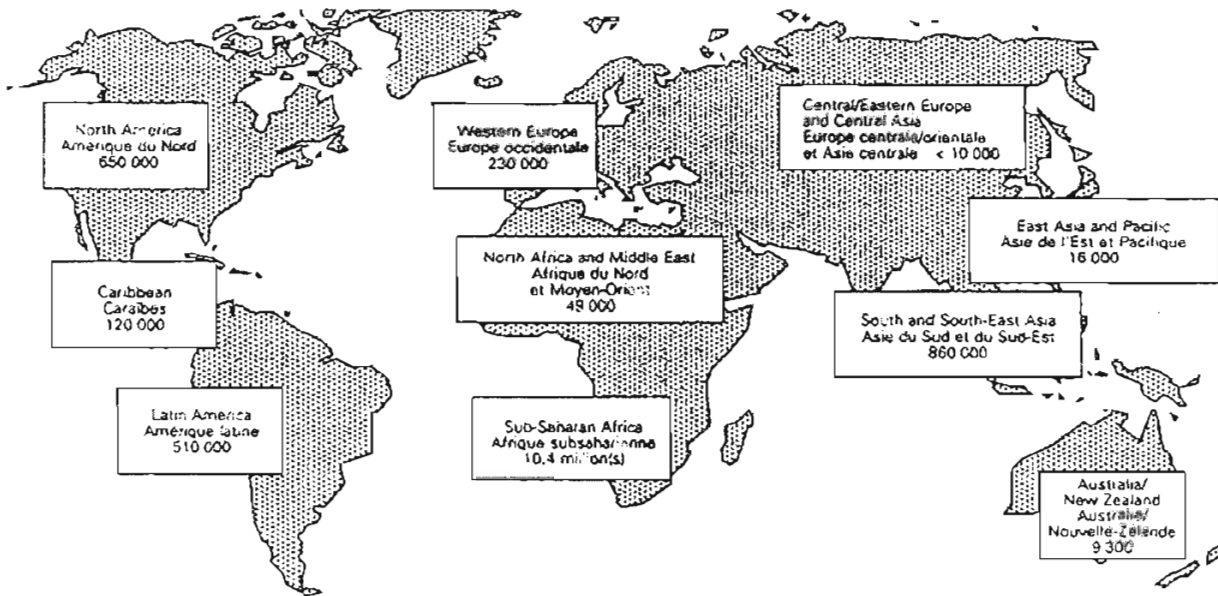 North America
Amérique du Nord
650 000
Western Europe
Europe occidentale
230 000
Central/Eastern Europe
and Central Asia
Europe centrale/orientale
et Asie centrale < 10 000
East Asia and Pacific
Asie de l'Est et Pacifique
16 000
North Africa and Middle East
Afrique du Nord
et Moyen-Orient
49 000
Caribbean
Caraïbes
120 000
South and South-East Asia
Asie du Sud et du Sud-Est
860 000
Latin America
Amérique latine
510 000
Sub-Saharan Africa
Afrique subsaharienne
10,4 million(s)
Australia/
New Zealand
Australie/
Nouvelle-Zélande
9 300